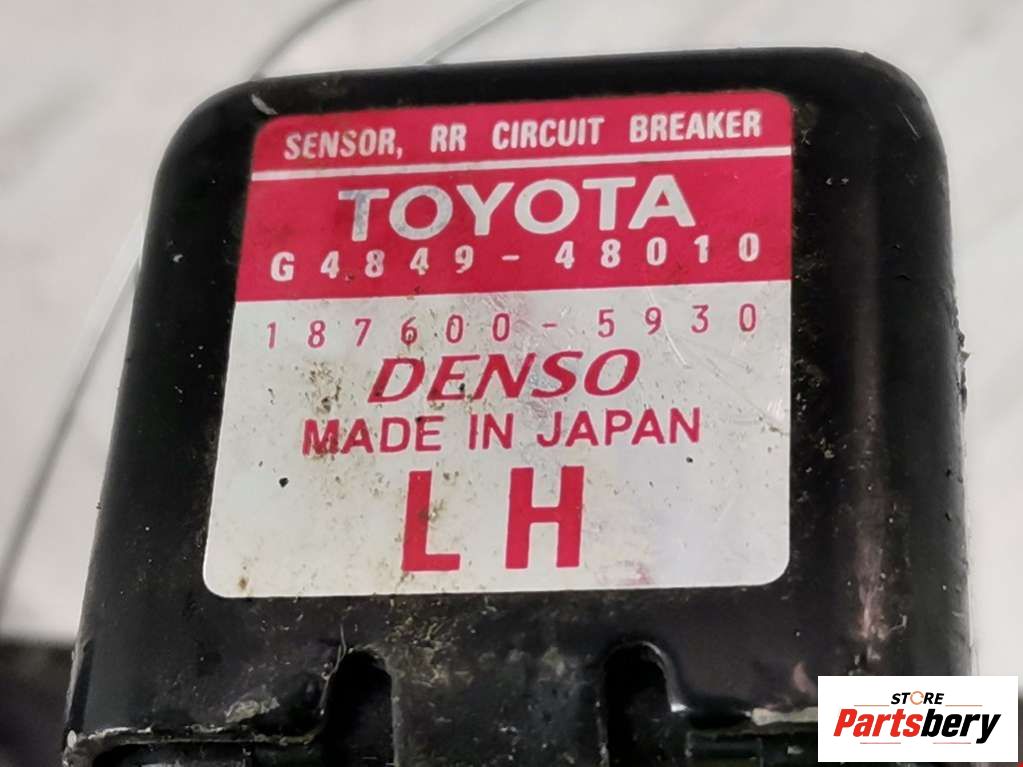 SENSOR, RR CIRCUIT BREAKER
TOYOTA
G4849-48010
187600-5930
DENSO
MADE IN JAPAN
LH
STORE
Partsbery